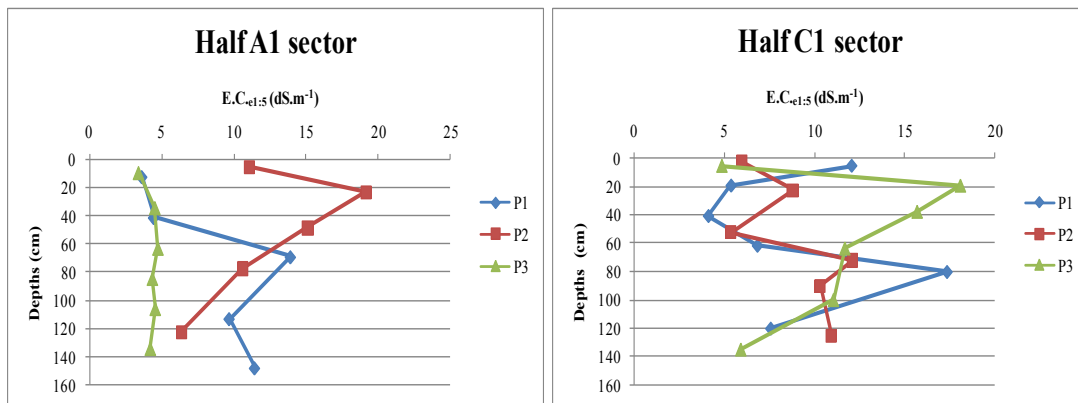 Half A1 sector
E.C.e1:5 (dS.m-1)
0 5 10 15 20 25
0
20
40
60
80
100
120
140
160
Depths (cm)
P1
P2
P3
Half C1 sector
E.C.e1:5 (dS.m-1)
0 5 10 15 20
0
20
40
60
80
100
120
140
160
Depths (cm)
P1
P2
P3